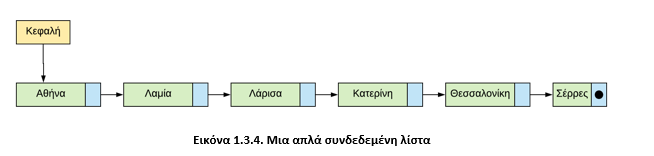 Κεφαλή
Αθήνα
Λαμία
Λάρισα
Κατερίνη
Θεσσαλονίκη
Σέρρες
Εικόνα 1.3.4. Μια απλά συνδεδεμένη λίστα